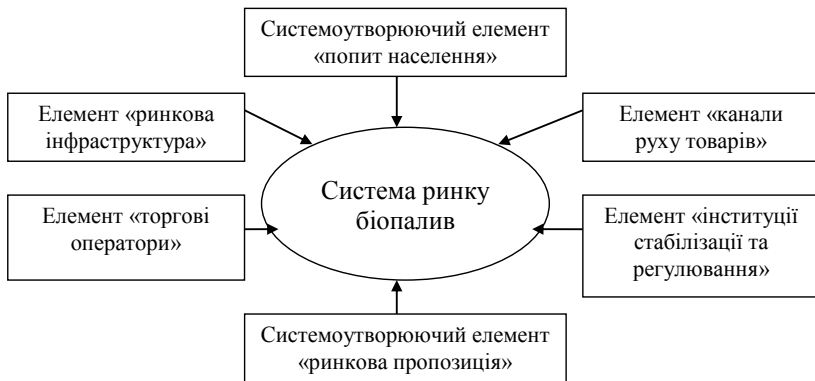 Системоутворюючий елемент
«попит населення»
Елемент «ринкова
інфраструктура»
Елемент «канали
руху товарів»
Система ринку
біопалив
Елемент «торгові
оператори»
Елемент «інституції
стабілізації та
регулювання»
Системоутворюючий елемент
«ринкова пропозиція»